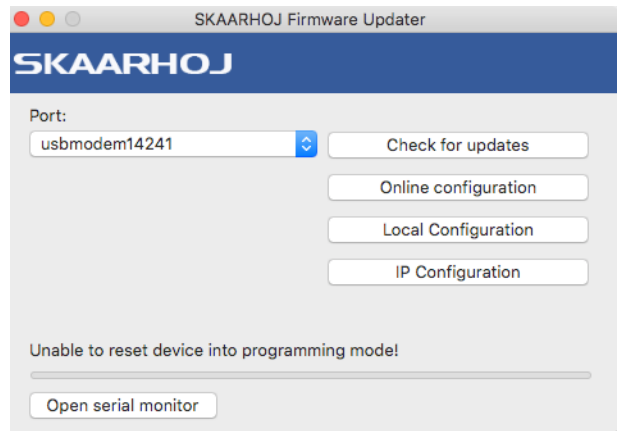 SKAARHOJ Firmware Updater
SKAARHOJ
Port:
usbmodem14241
Check for updates
Online configuration
Local Configuration
IP Configuration
Unable to reset device into programming mode!
Open serial monitor